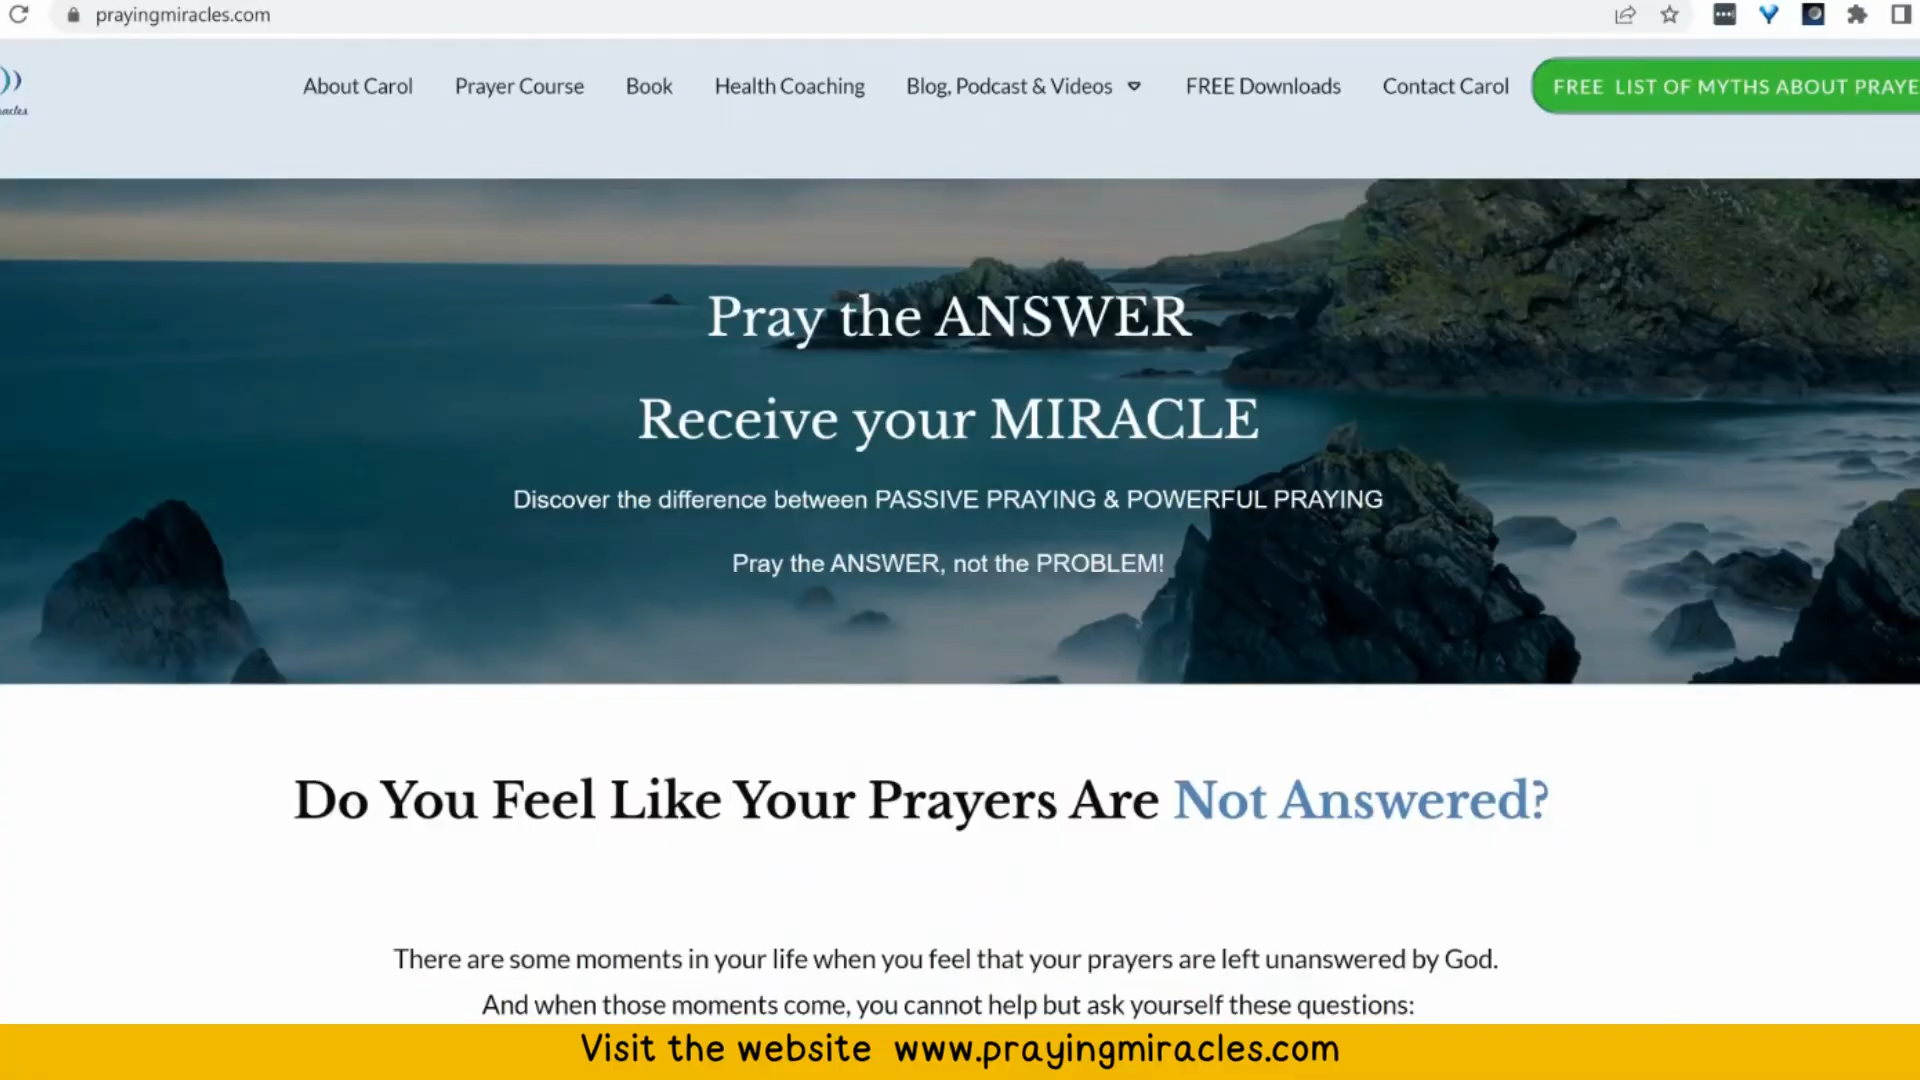 prayingmiracles.com
About Carol Prayer Course Book Health Coaching Blog, Podcast & Videos FREE Downloads Contact Carol FREE LIST OF MYTHS ABOUT PRAYE
Pray the ANSWER
Receive your MIRACLE
Discover the difference between PASSIVE PRAYING & POWERFUL PRAYING
Pray the ANSWER, not the PROBLEM!
Do You Feel Like Your Prayers Are Not Answered?
There are some moments in your life when you feel that your prayers are left unanswered by God.
And when those moments come, you cannot help but ask yourself these questions:
Visit the website www.prayingmiracles.com